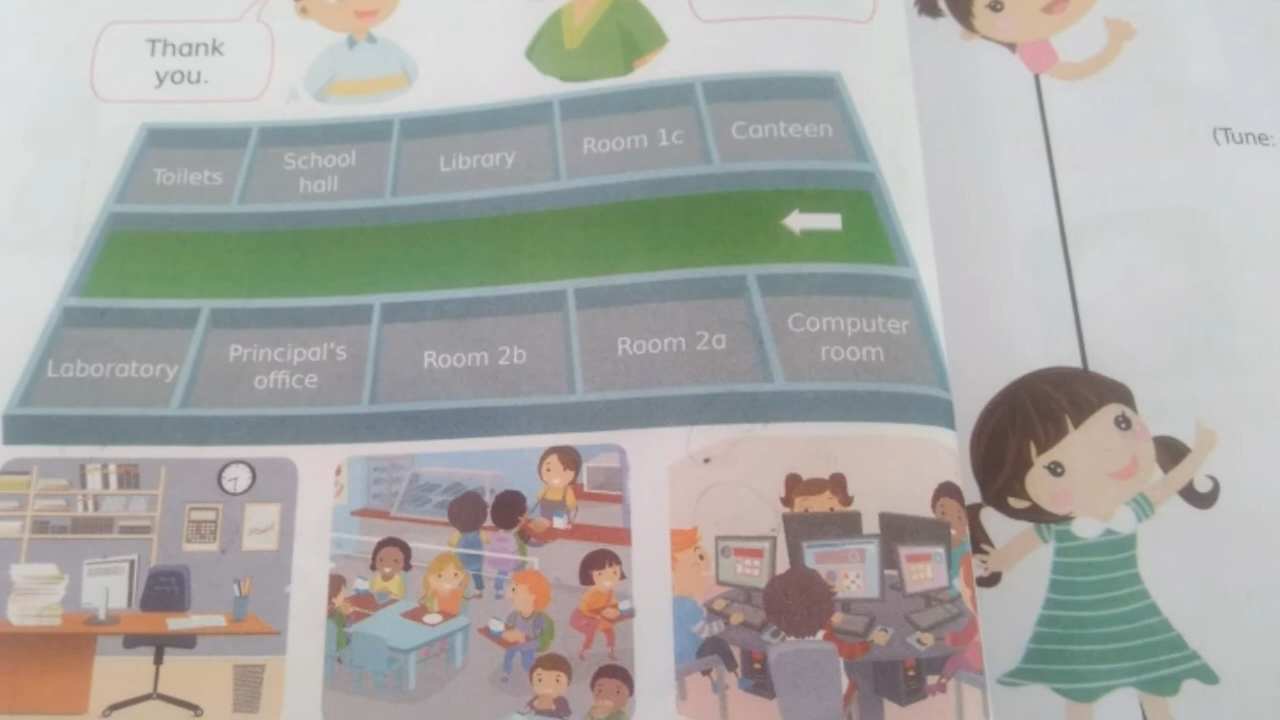 Thank
you.
Toilets
School
hall
Library
Room 1c
Canteen
Laboratory
Principal's
office
Room 2b
Room 2a
Computer
room
(Tune: